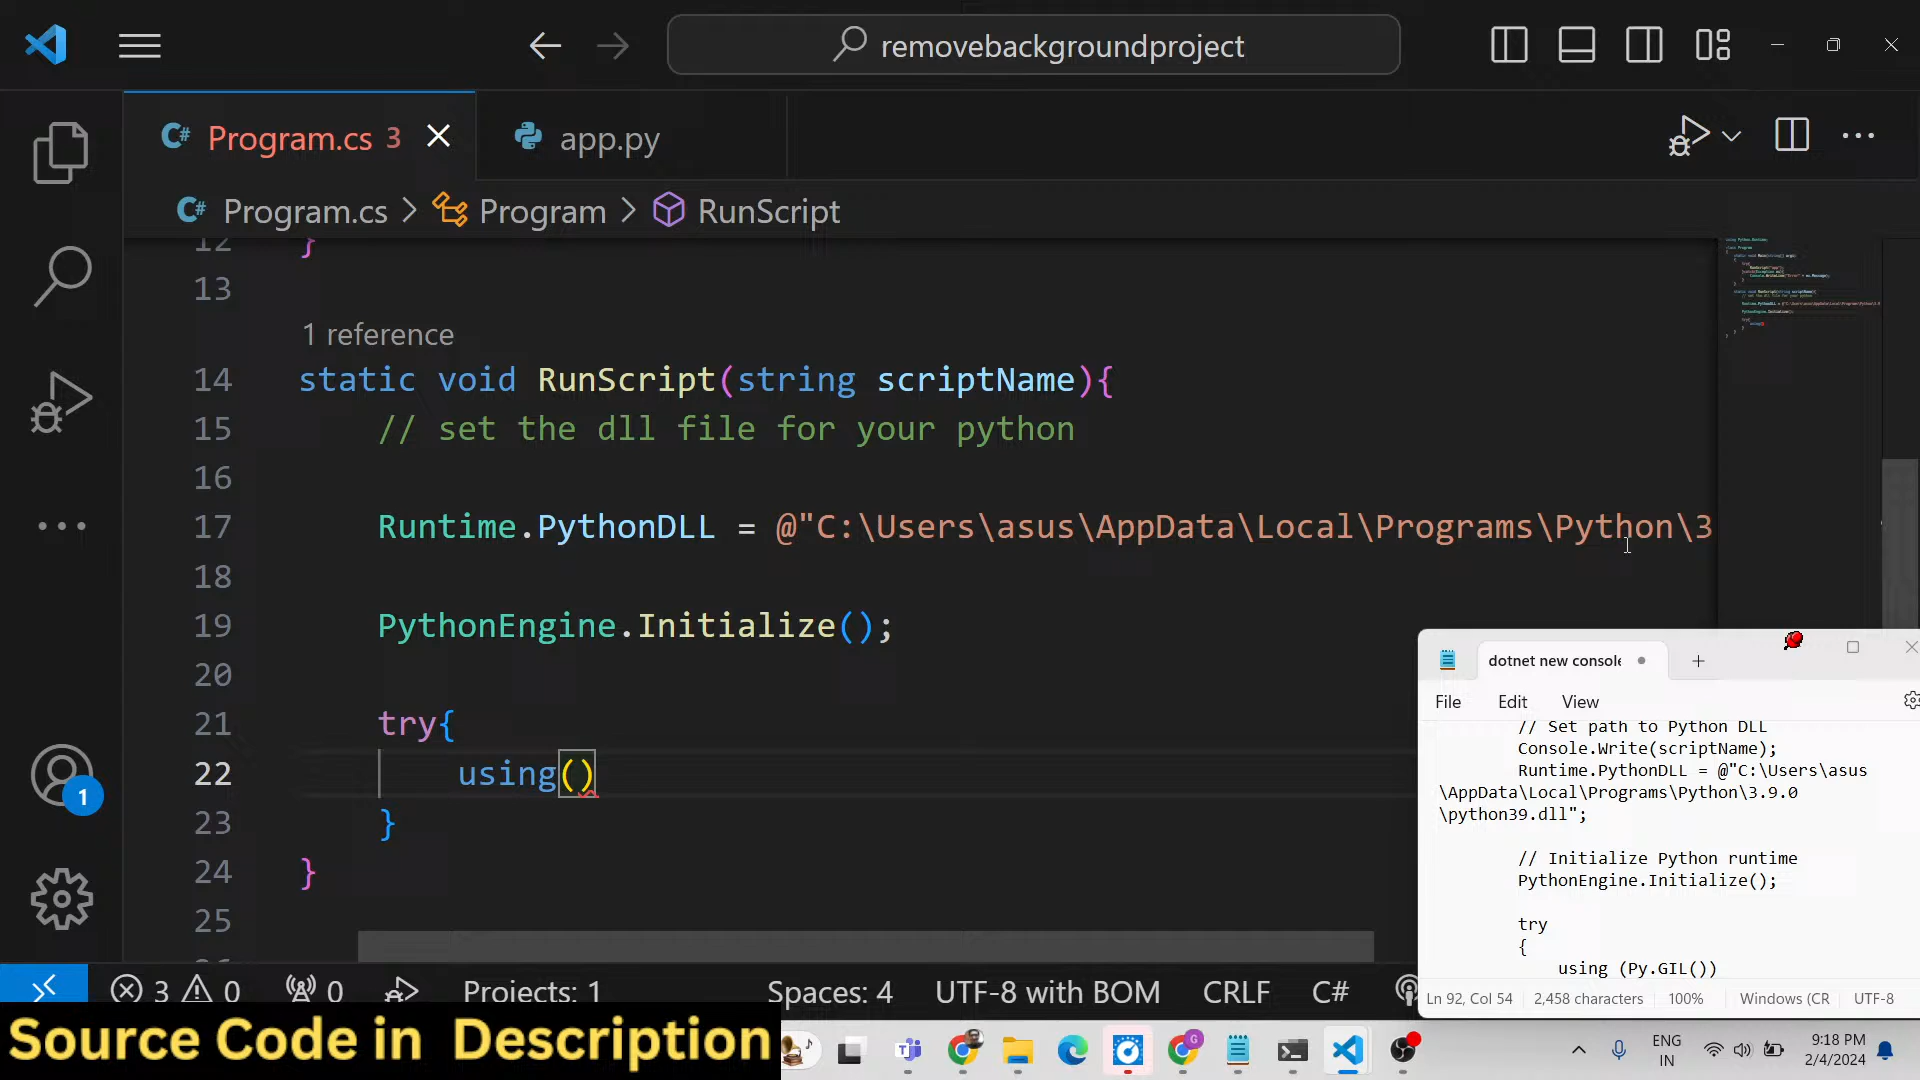 removebackgroundproject
Program.cs 3
app.py
Program.cs > Program > RunScript
12 }
13
1 reference
14 static void RunScript(string scriptName){
15 // set the dll file for your python
16
17 Runtime.PythonDLL = @"C:\Users\asus\AppData\Local\Programs\Python\3
18
19 PythonEngine.Initialize();
20
21 try{
22 using()
23 }
24 }
25
1
dotnet new console
File Edit View
// Set path to Python DLL
Console.Write(scriptName);
Runtime.PythonDLL = @"C:\Users\asus
\AppData\Local\Programs\Python\3.9.0
\python39.dll";
// Initialize Python runtime
PythonEngine.Initialize();
try
{
using (Py.GIL())
Ln 92, Col 54 2,458 characters 100% Windows (CR UTF-8
3 0 0 Projects: 1 Spaces: 4 UTF-8 with BOM CRLF C#
Source Code in Description
ENG
IN
9:18 PM
2/4/2024